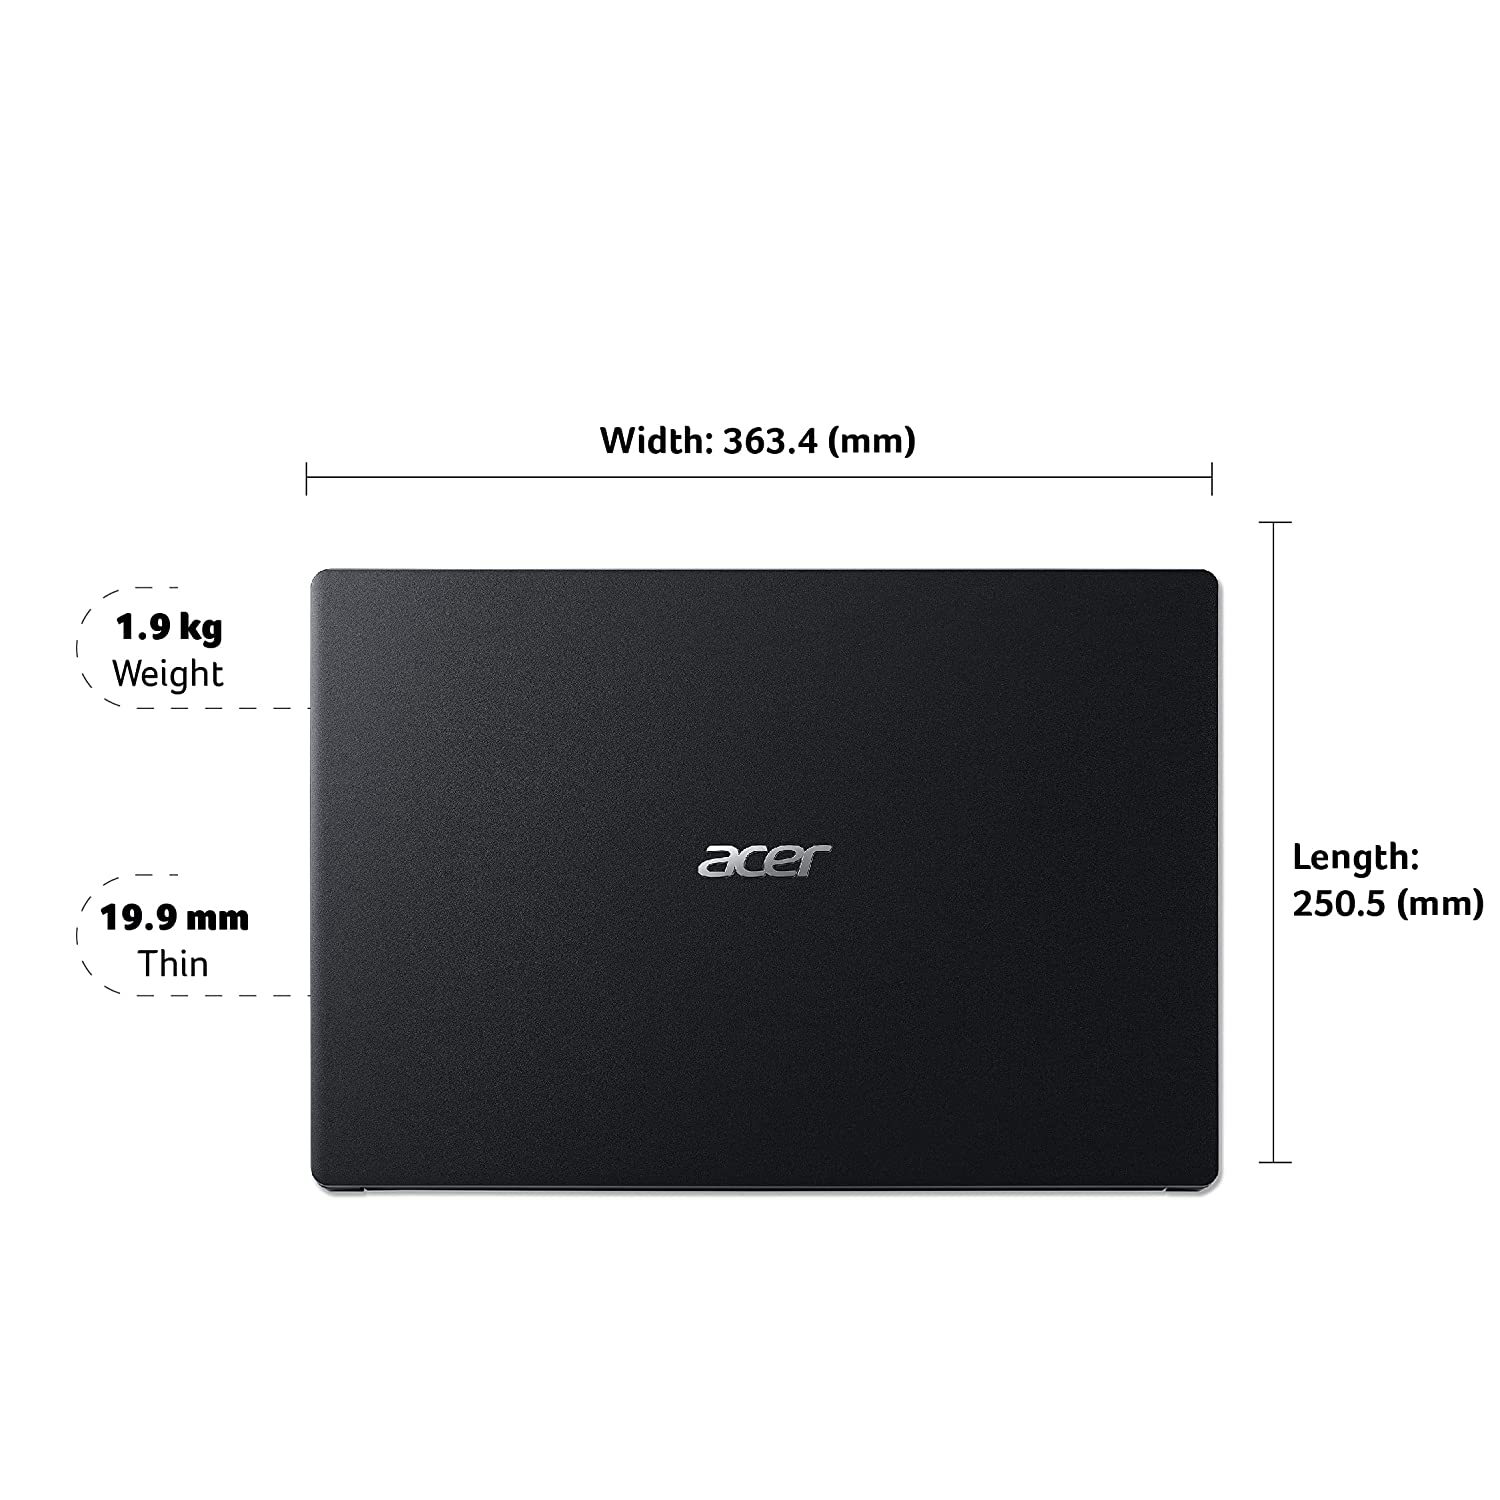 Width: 363.4 (mm)
1.9 kg
Weight
acer
Length:
250.5 (mm)
19.9 mm
Thin